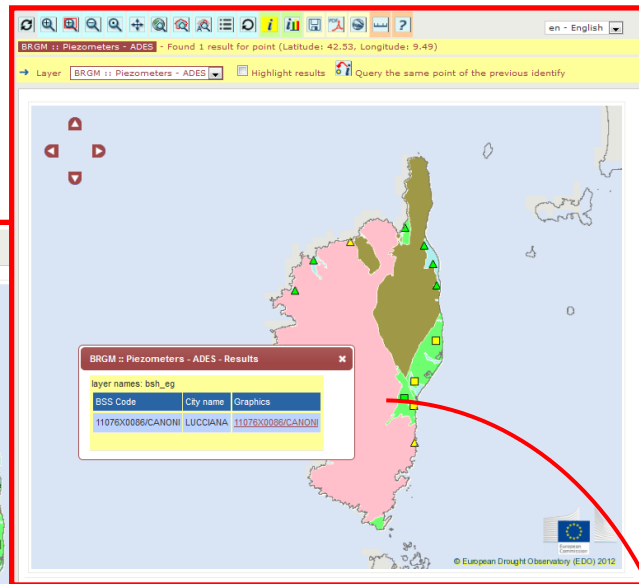 en - English
BRGM :: Piezometers - ADES - Found 1 result for point (Latitude: 42.53, Longitude: 9.49)
Layer BRGM :: Piezometers - ADES Highlight results Query the same point of the previous identify
BRGM :: Piezometers - ADES - Results
layer names: bsh_eg
BSS Code City name Graphics
11076X0086/CANONI LUCCIANA 11076X0086/CANONI
European
Commission
© European Drought Observatory (EDO) 2012